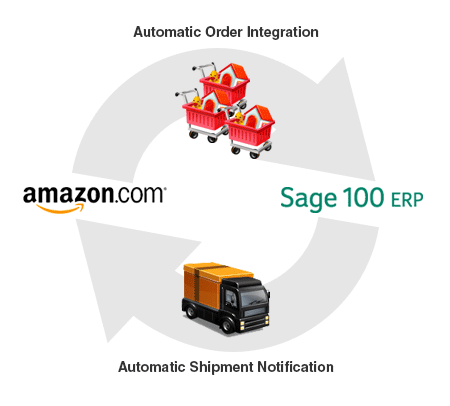 Automatic Order Integration
amazon.com®
Sage 100 ERP
Automatic Shipment Notification